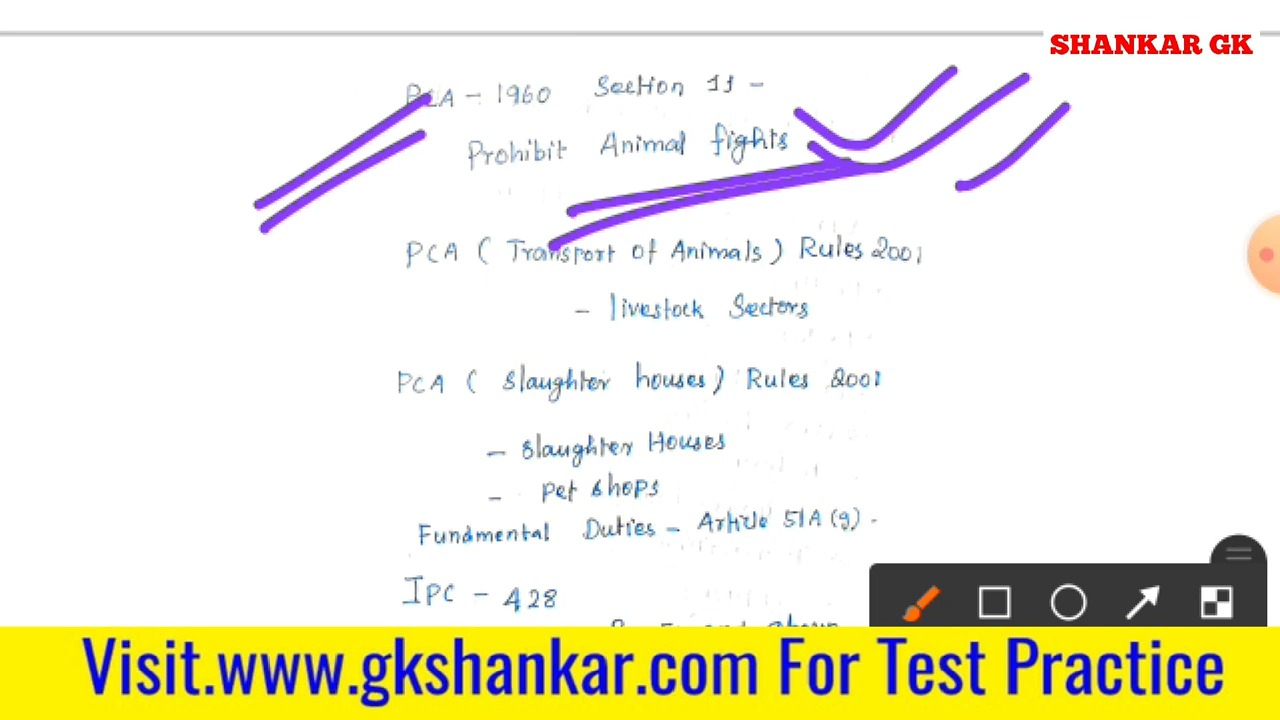 SHANKAR GK
PCA - 1960 Section 11 -
Prohibit Animal fights
PCA ( Transport of Animals ) Rules 2001
- livestock Sectors
PCA ( Slaughter houses ) Rules 2001
- Slaughter Houses
- Pet shops
Fundmental Duties - Article 51A (g) -
IPC - 428
Visit.www.gkshankar.com For Test Practice